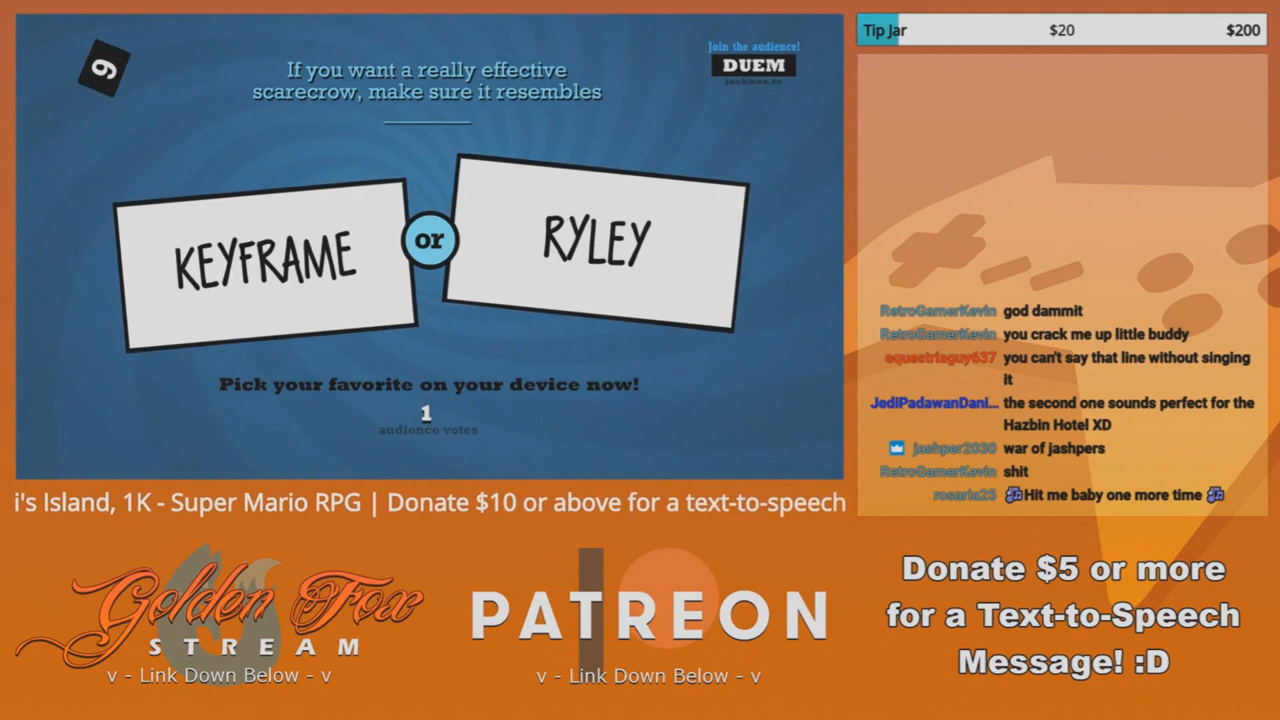 9
If you want a really effective
scarecrow, make sure it resembles
Join the audience!
DUEM
jackbox.tv
KEYFRAME
or
RYLEY
Pick your favorite on your device now!
1
audience votes
Tip Jar $20 $200
RetroGamerKevin god dammit
RetroGamerKevin you crack me up little buddy
equestriaguy637 you can't say that line without singing
it
JediPadawanDani... the second one sounds perfect for the
Hazbin Hotel XD
jashper2030 war of jashpers
RetroGamerKevin shit
rosaria25 🎶Hit me baby one more time 🎶
i's Island, 1K - Super Mario RPG | Donate $10 or above for a text-to-speech
Golden Fox
STREAM
v - Link Down Below - v
PATREON
v - Link Down Below - v
Donate $5 or more
for a Text-to-Speech
Message! :D